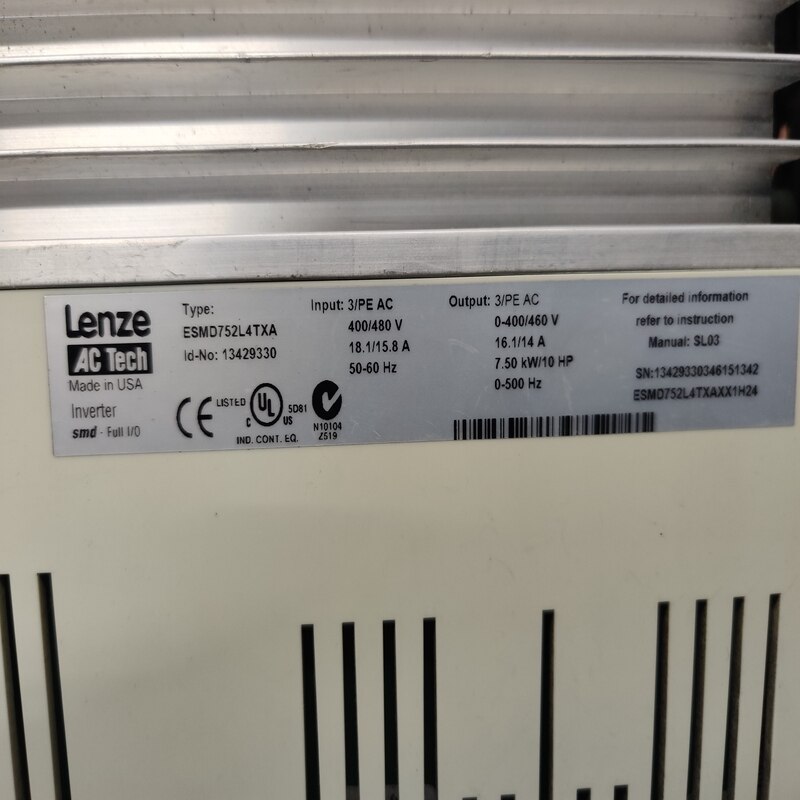 Lenze
AC Tech
Made in USA
Inverter
smd - Full I/O
Type:
ESMD752L4TXA
Id-No: 13429330
CE
LISTED
C UL US
5D81
IND. CONT. EQ.
N10104
Z519
Input: 3/PE AC
400/480 V
18.1/15.8 A
50-60 Hz
Output: 3/PE AC
0-400/460 V
16.1/14 A
7.50 kW/10 HP
0-500 Hz
For detailed information
refer to instruction
Manual: SL03
SN:13429330346151342
ESMD752L4TXAXX1H24